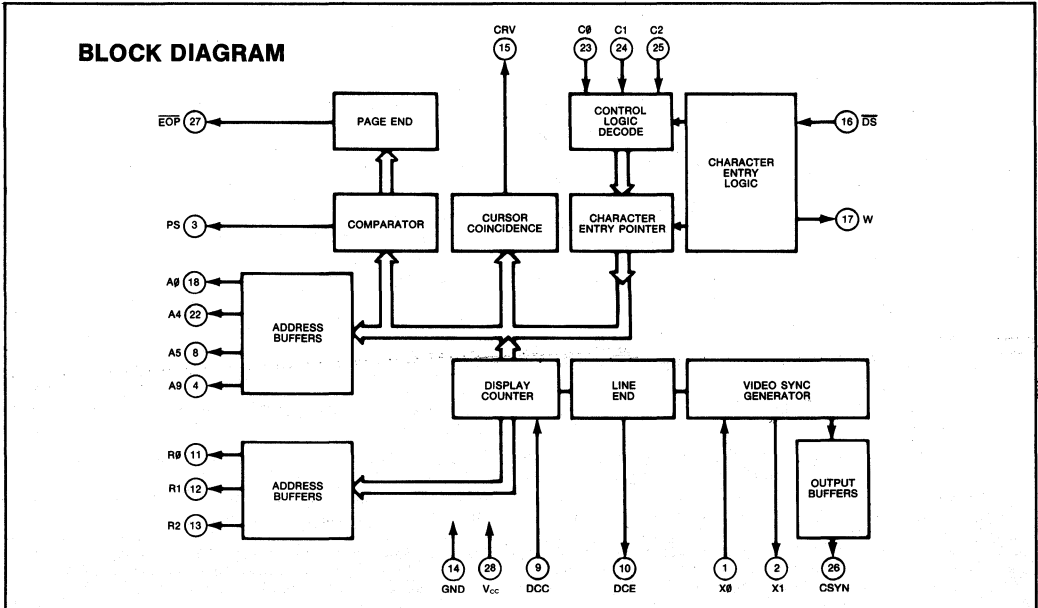 BLOCK DIAGRAM
CRV
15
CØ
23
C1
24
C2
25
EOP
27
PAGE END
CONTROL
LOGIC
DECODE
CHARACTER
ENTRY
LOGIC
16
DS
PS
3
COMPARATOR
CURSOR
COINCIDENCE
CHARACTER
ENTRY POINTER
17
W
AØ
18
A4
22
A5
8
A9
4
ADDRESS
BUFFERS
DISPLAY
COUNTER
LINE
END
VIDEO SYNC
GENERATOR
RØ
11
R1
12
R2
13
ADDRESS
BUFFERS
OUTPUT
BUFFERS
14
GND
28
Vcc
9
DCC
10
DCE
1
XØ
2
X1
26
CSYN